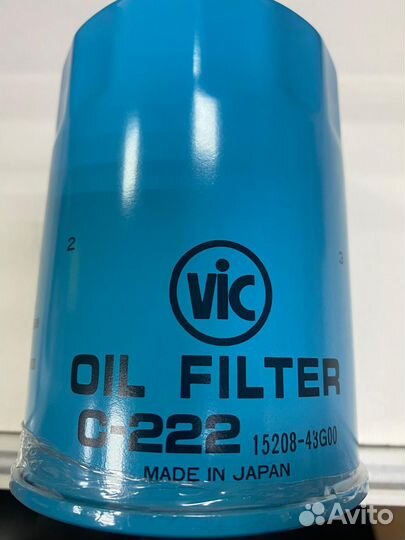 2
3
VIC
OIL FILTER
C-222 15208-43G00
MADE IN JAPAN
Avito